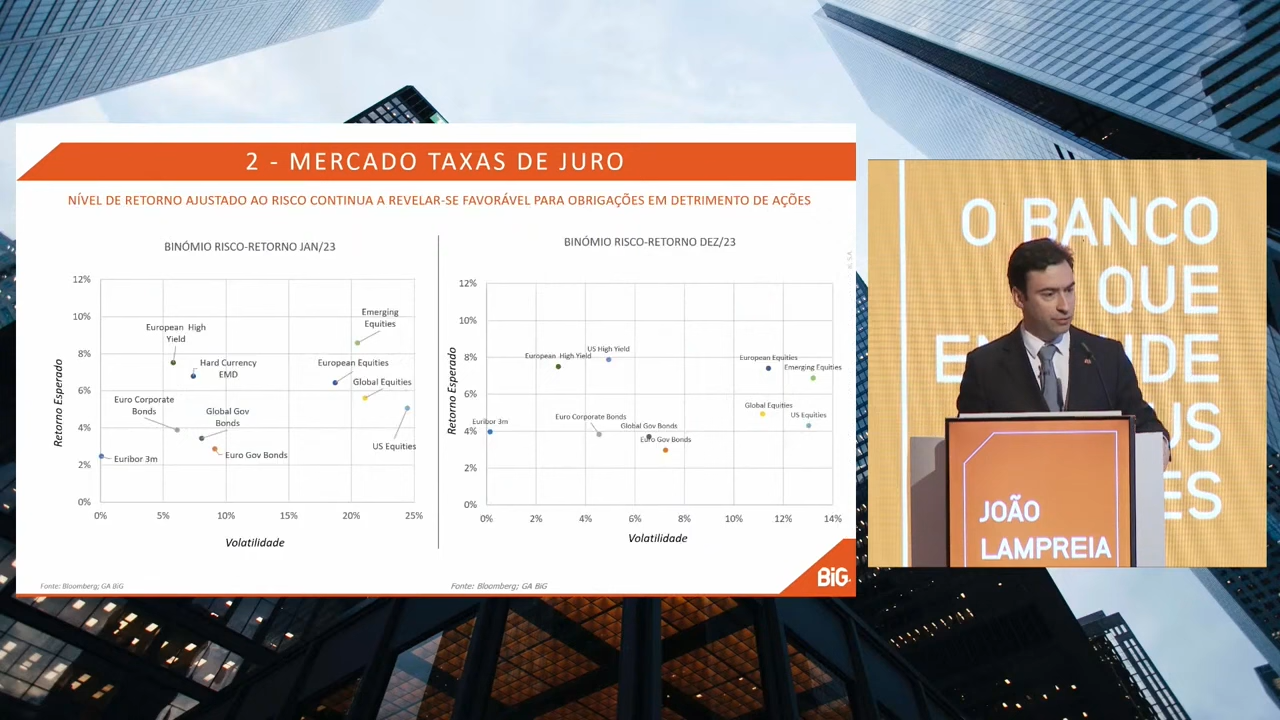 2 - MERCADO TAXAS DE JURO
NÍVEL DE RETORNO AJUSTADO AO RISCO CONTINUA A REVELAR-SE FAVORÁVEL PARA OBRIGAÇÕES EM DETRIMENTO DE AÇÕES
BINÓMIO RISCO-RETORNO JAN/23
12%
10%
8%
6%
4%
2%
0%
Retorno Esperado
Emerging
Equities
European High
Yield
Hard Currency
EMD
European Equities
Global Equities
Euro Corporate
Bonds
Global Gov
Bonds
US Equities
Euribor 3m
Euro Gov Bonds
0%
5%
10%
15%
20%
25%
Volatilidade
Fonte: Bloomberg; GA BiG
BINÓMIO RISCO-RETORNO DEZ/23
12%
10%
8%
6%
4%
2%
0%
Retorno Esperado
US High Yield
European High Yield
European Equities
Emerging Equities
Global Equities
US Equities
Euribor 3m
Euro Corporate Bonds
Global Gov Bonds
Euro Gov Bonds
0%
2%
4%
6%
8%
10%
12%
14%
Volatilidade
Fonte: Bloomberg; GA BiG
BiG
O BANCO
QUE
JOÃO
LAMPREIA